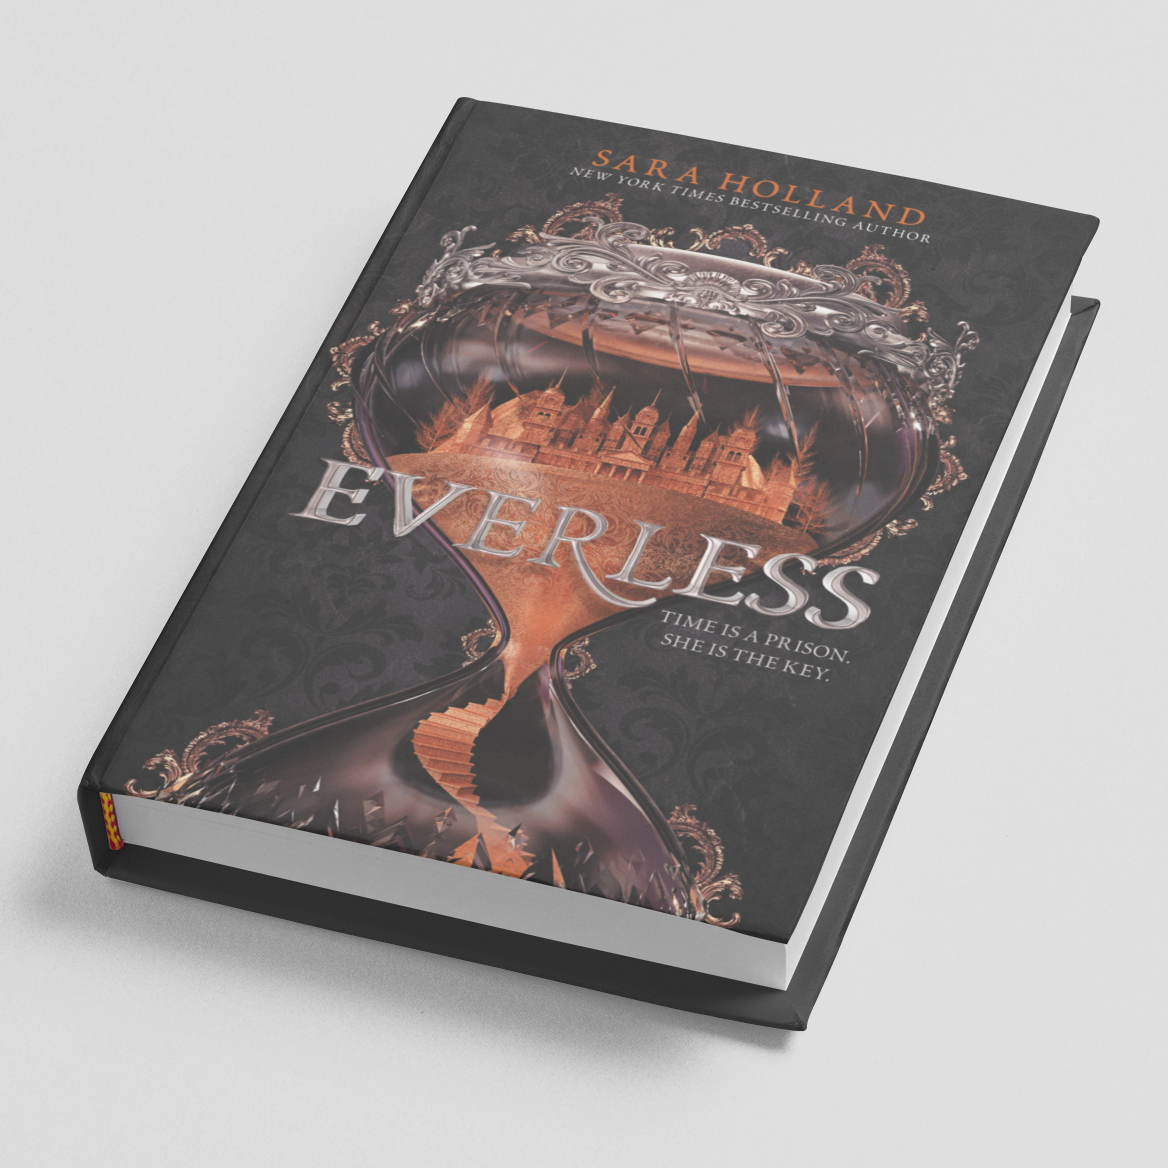 SARA HOLLAND
NEW YORK TIMES BESTSELLING AUTHOR
EVERLESS
TIME IS A PRISON.
SHE IS THE KEY.